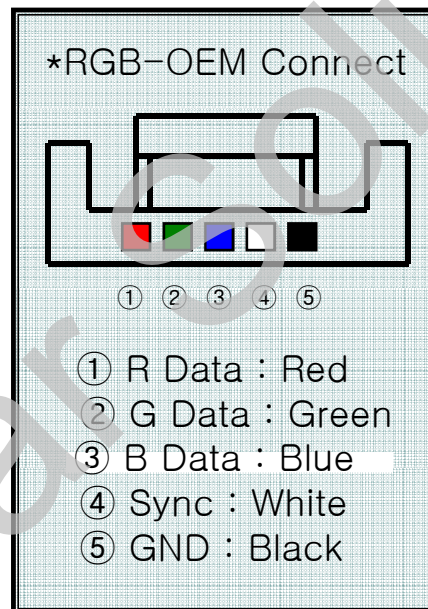 *RGB-OEM Connect
① ② ③ ④ ⑤
① R Data : Red
② G Data : Green
③ B Data : Blue
④ Sync : White
⑤ GND : Black